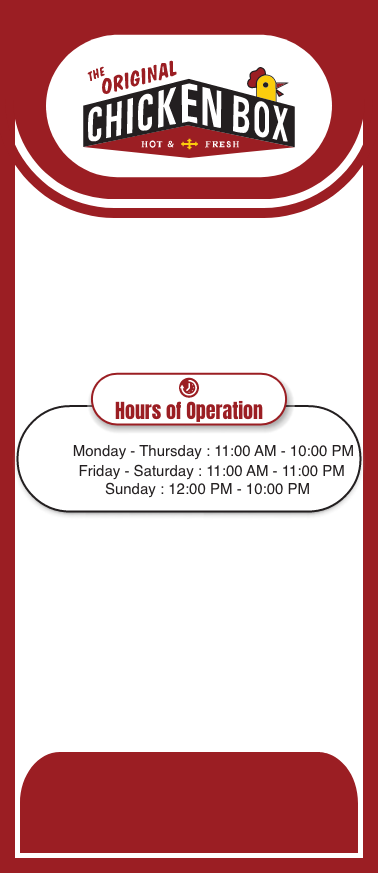 THE
ORIGINAL
CHICKEN BOX
HOT & FRESH
Hours of Operation
Monday - Thursday : 11:00 AM - 10:00 PM
Friday - Saturday : 11:00 AM - 11:00 PM
Sunday : 12:00 PM - 10:00 PM